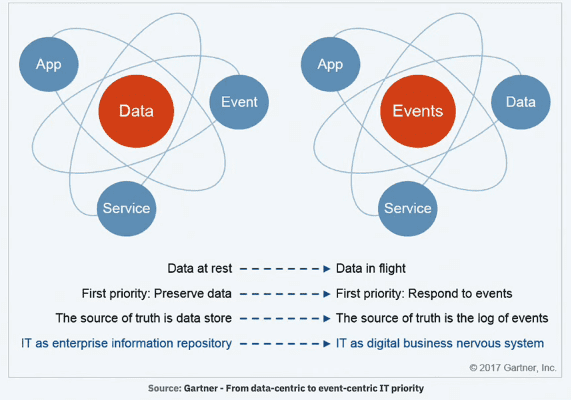 App
Data
Event
Service
App
Events
Data
Service
Data at rest
Data in flight
First priority: Preserve data
First priority: Respond to events
The source of truth is data store
The source of truth is the log of events
IT as enterprise information repository
IT as digital business nervous system
© 2017 Gartner, Inc.
Source: Gartner - From data-centric to event-centric IT priority